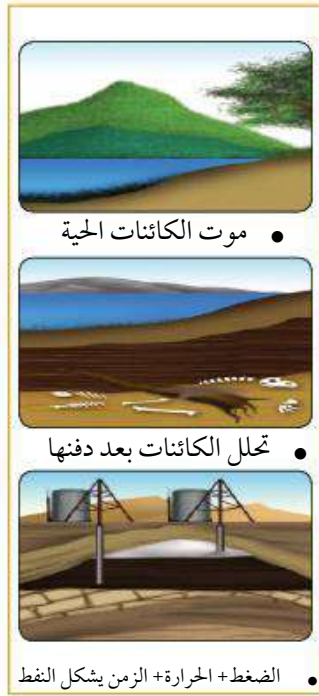 • موت الكائنات الحية
• تحلل الكائنات بعد دفنها
• الضغط+ الحرارة+ الزمن يشكل النفط